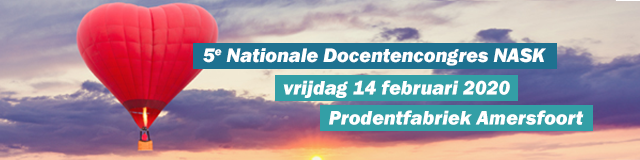 5e Nationale Docentencongres NASK
vrijdag 14 februari 2020
Prodentfabriek Amersfoort